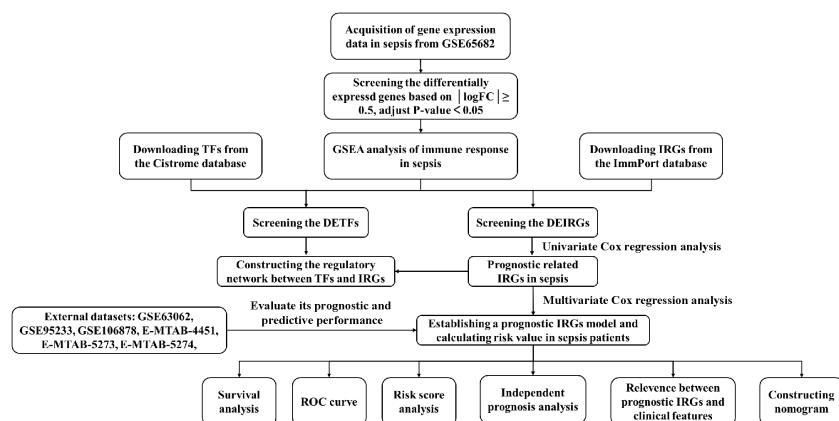 Acquisition of gene expression
data in sepsis from GSE65682
Screening the differentially
expressd genes based on |logFC| ≥
0.5, adjust P-value < 0.05
Downloading TFs from
the Cistrome database
GSEA analysis of immune response
in sepsis
Downloading IRGs from
the ImmPort database
Screening the DETFs
Screening the DEIRGs
Univariate Cox regression analysis
Constructing the regulatory
network between TFs and IRGs
Prognostic related
IRGs in sepsis
Multivariate Cox regression analysis
External datasets: GSE63062,
GSE95233, GSE106878, E-MTAB-4451,
E-MTAB-5273, E-MTAB-5274,
Evaluate its prognostic and
predictive performance
Establishing a prognostic IRGs model and
calculating risk value in sepsis patients
Survival
analysis
ROC curve
Risk score
analysis
Independent
prognosis analysis
Relevence between
prognostic IRGs and
clinical features
Constructing
nomogram